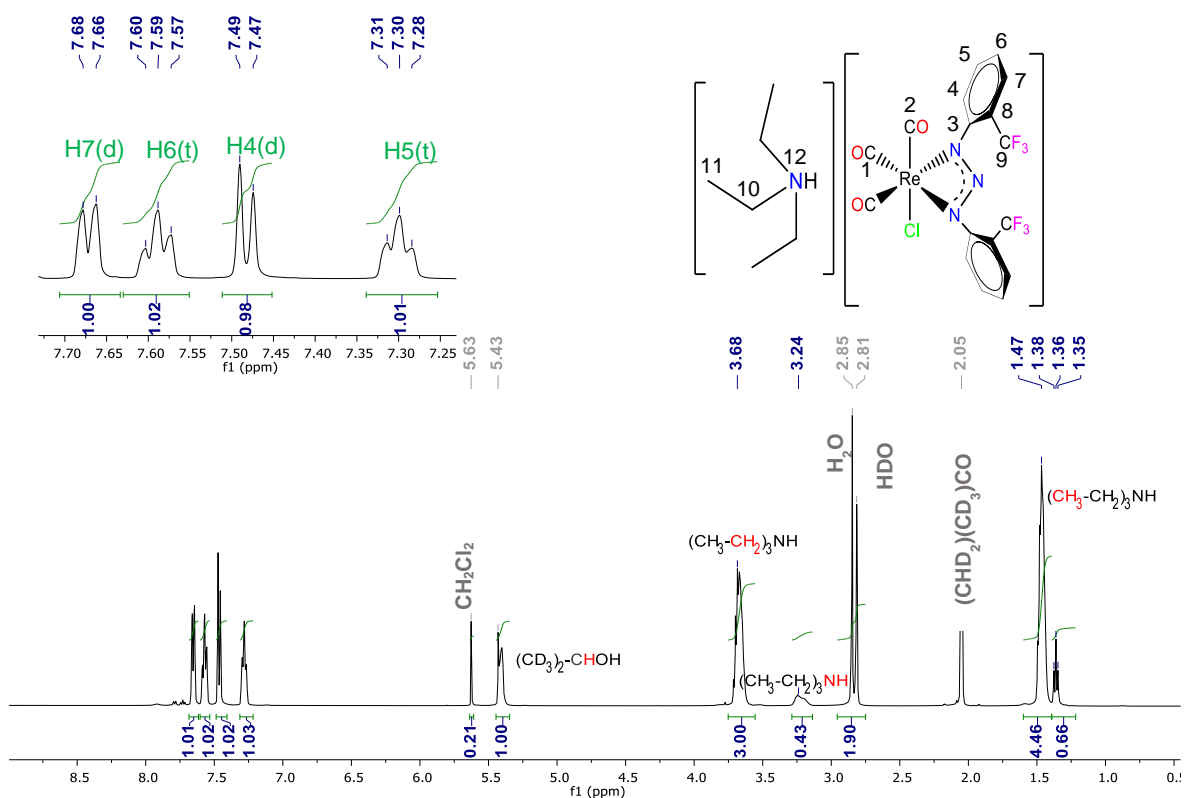 7.68 7.66 7.60 7.59 7.57 7.49 7.47 7.31 7.30 7.28
H7(d) H6(t) H4(d) H5(t)
1.00 1.02 0.98 1.01
7.70 7.65 7.60 7.55 7.50 7.45 7.40 7.35 7.30 7.25
f1 (ppm)
11
10
12
NH
2
CO
OC
1
OC
Re
Cl
3
4
5
6
7
8
CF3
9
N
N
N
CF3
5.63 5.43 3.68 3.24 2.85 2.81 2.05 1.47 1.38 1.36 1.35
CH2Cl2
(CD3)2-CHOH
(CH3-CH2)3NH
(CH3-CH2)3NH
H2O
HDO
(CHD2)(CD3)CO
(CH3-CH2)3NH
1.01 1.02 1.02 1.03 0.21 1.00 3.00 0.43 1.90 4.46 0.66
8.5 8.0 7.5 7.0 6.5 6.0 5.5 5.0 4.5 4.0 3.5 3.0 2.5 2.0 1.5 1.0 0.5
f1 (ppm)